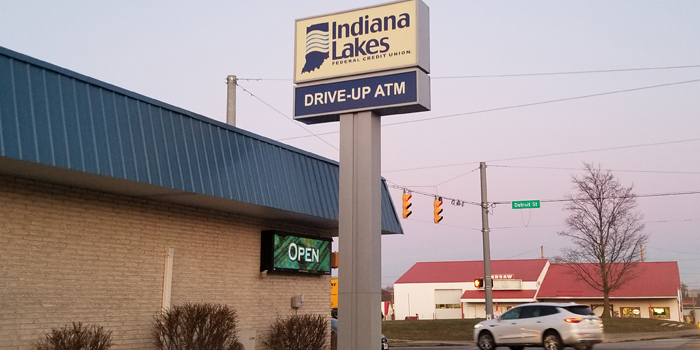 Indiana
Lakes
FEDERAL CREDIT UNION
DRIVE-UP ATM
Detroit St
OPEN